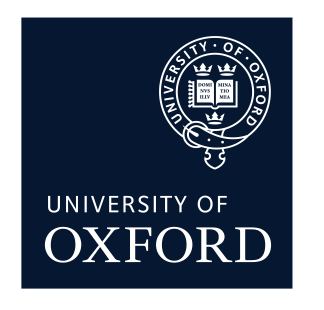 UNIVERSITY · OF · OXFORD
DOMI MINA
NVS TIO
ILLV MEA
UNIVERSITY OF
OXFORD